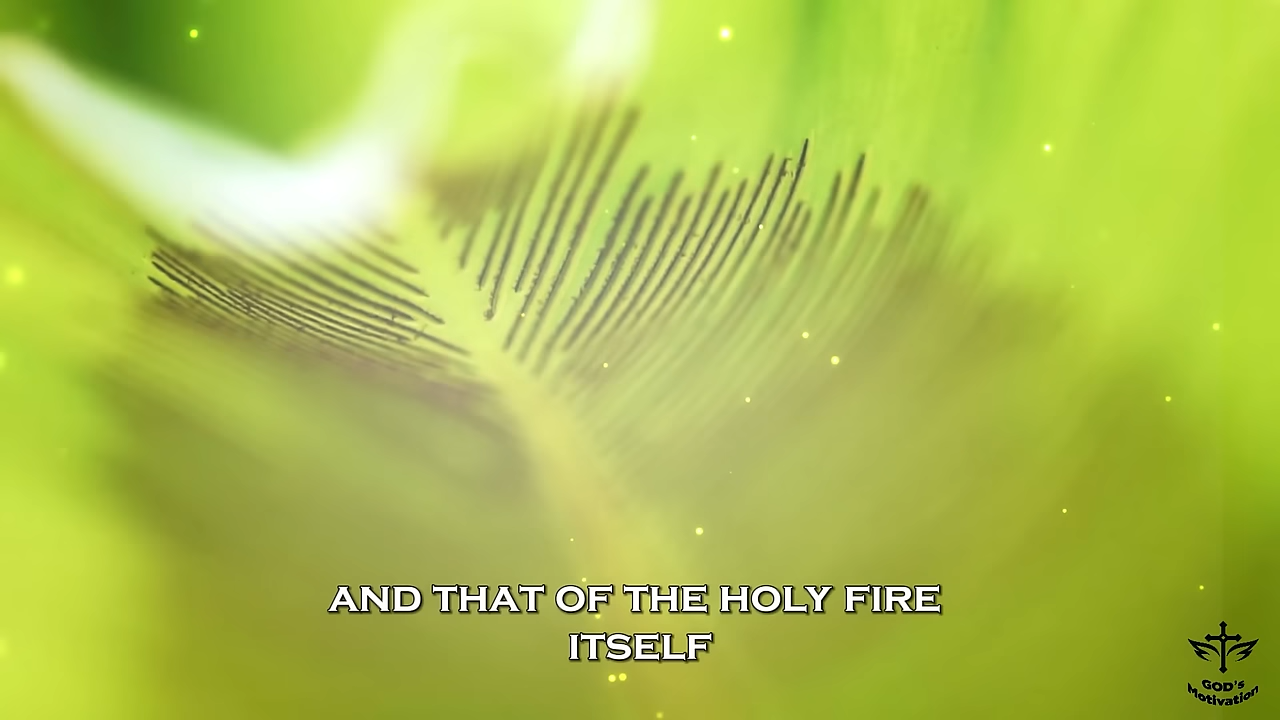 AND THAT OF THE HOLY FIRE
ITSELF
GOD'S
Motivation